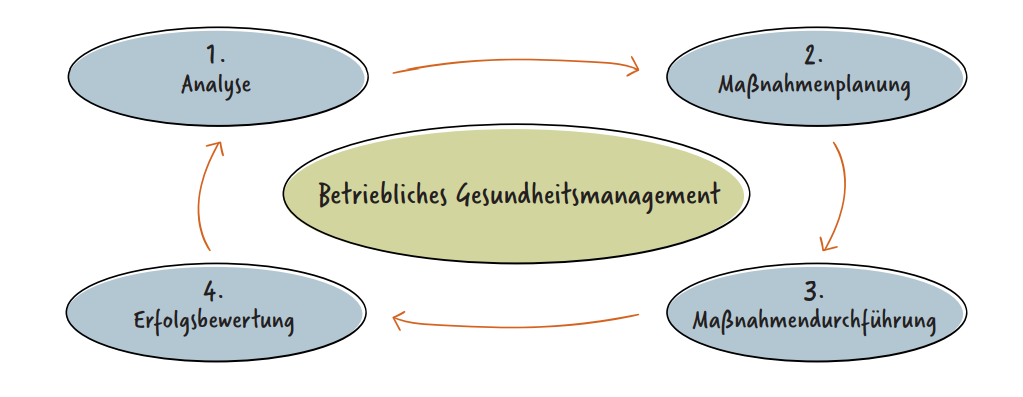 1.
Analyse
2.
Maßnahmenplanung
Betriebliches Gesundheitsmanagement
4.
Erfolgsbewertung
3.
Maßnahmendurchführung